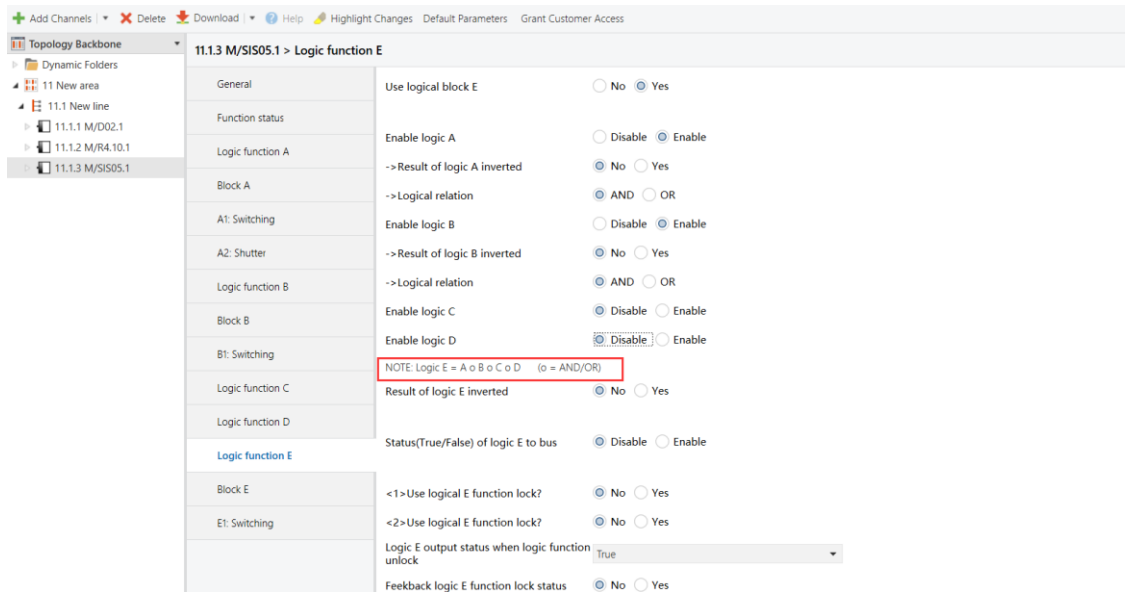 Add Channels Delete Download Help Highlight Changes Default Parameters Grant Customer Access
Topology Backbone
Dynamic Folders
11 New area
11.1 New line
11.1.1 M/D02.1
11.1.2 M/R4.10.1
11.1.3 M/SIS05.1
11.1.3 M/SIS05.1 > Logic function E
General
Function status
Logic function A
Block A
A1: Switching
A2: Shutter
Logic function B
Block B
B1: Switching
Logic function C
Logic function D
Logic function E
Block E
E1: Switching
Use logical block E No Yes
Enable logic A Disable Enable
->Result of logic A inverted No Yes
->Logical relation AND OR
Enable logic B Disable Enable
->Result of logic B inverted No Yes
->Logical relation AND OR
Enable logic C Disable Enable
Enable logic D Disable Enable
NOTE: Logic E = A o B o C o D (o = AND/OR)
Result of logic E inverted No Yes
Status(True/False) of logic E to bus Disable Enable
<1>Use logical E function lock? No Yes
<2>Use logical E function lock? No Yes
Logic E output status when logic function
unlock True
Feekback logic E function lock status No Yes